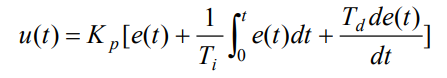 u(t) = K_p[e(t) + \frac{1}{T_i} \int_0^t e(t)dt + \frac{T_d de(t)}{dt}]